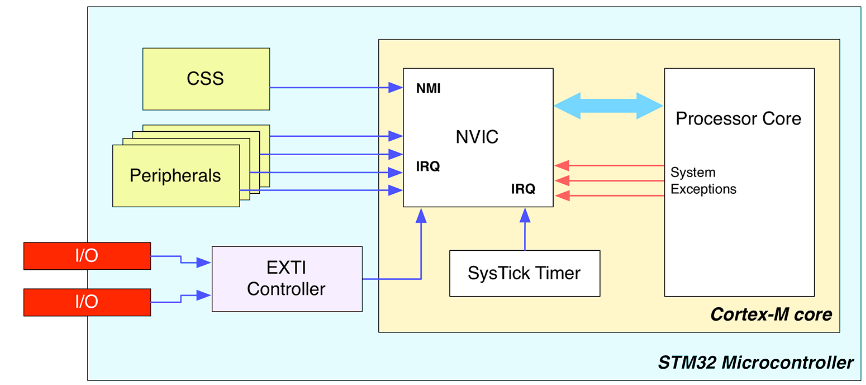 CSS
NMI
NVIC
Processor Core
Peripherals
IRQ
System
Exceptions
IRQ
I/O
EXTI
Controller
SysTick Timer
I/O
Cortex-M core
STM32 Microcontroller